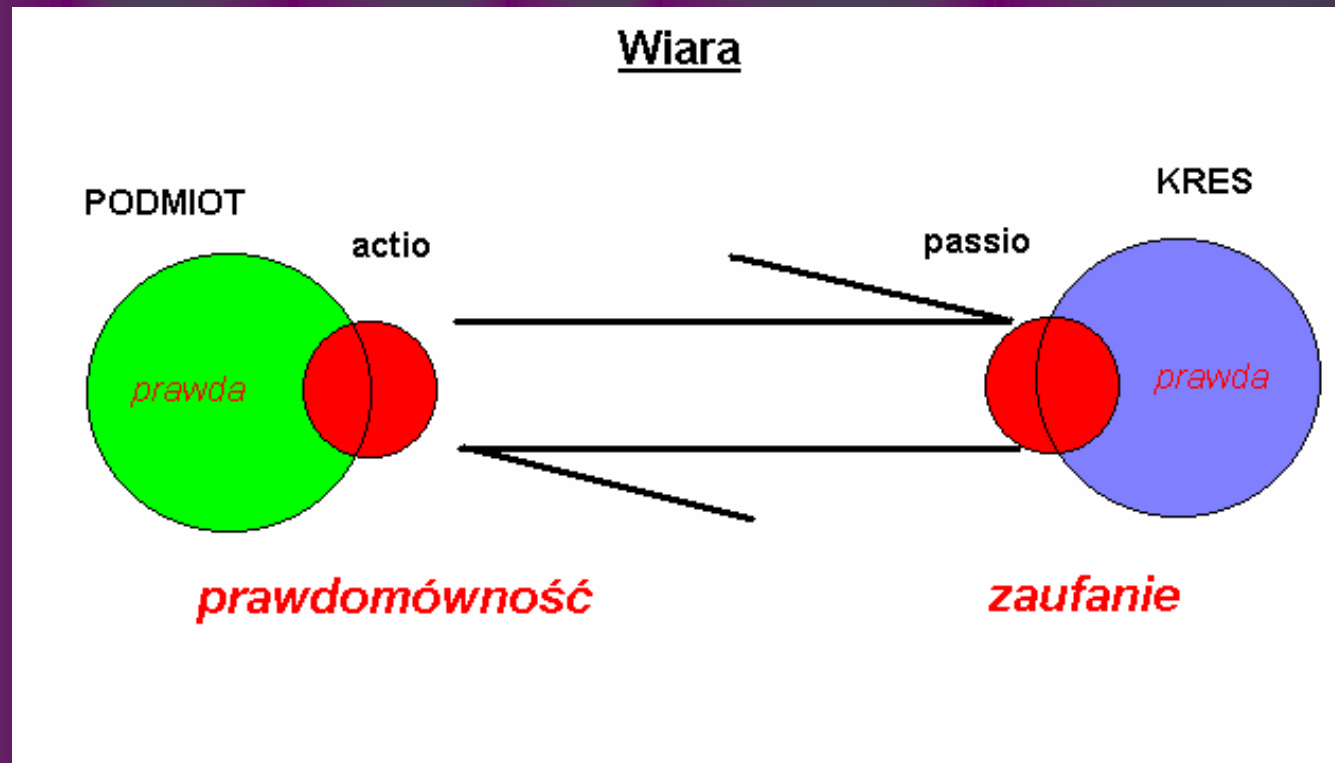 Wiara
PODMIOT
KRES
actio
passio
prawda
prawda
prawdomówność
zaufanie